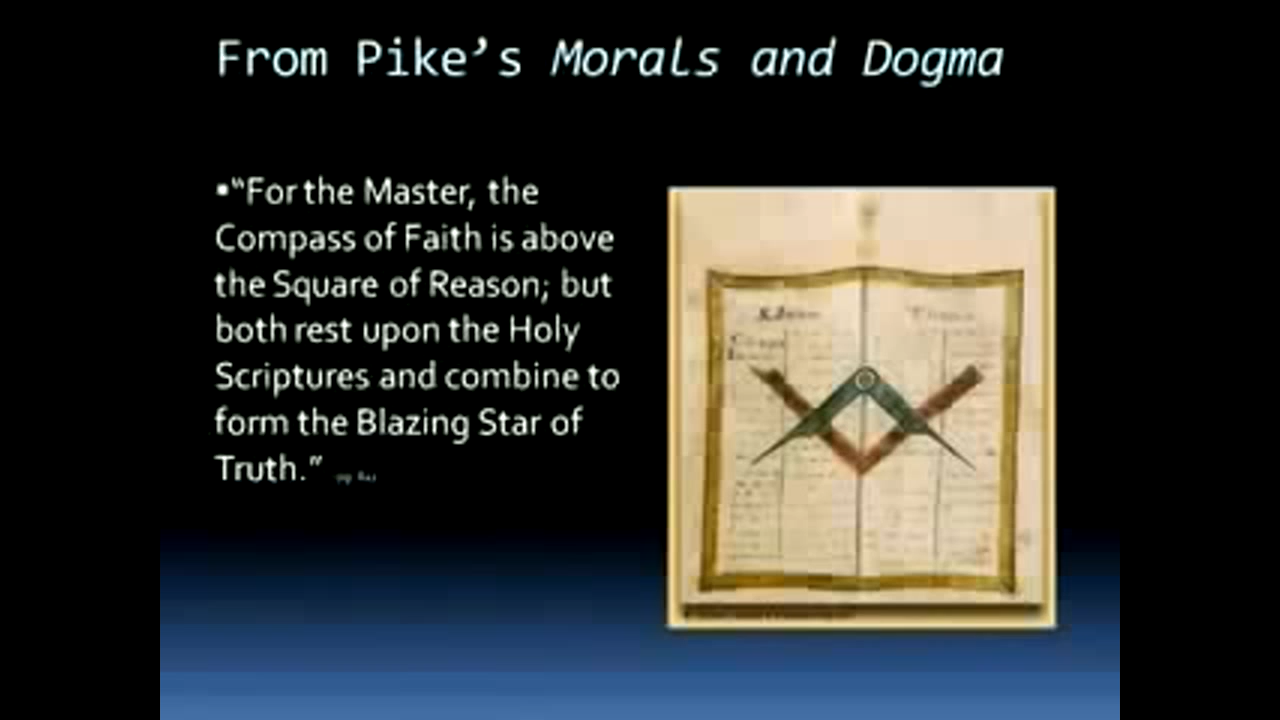 From Pike's Morals and Dogma
▪"For the Master, the
Compass of Faith is above
the Square of Reason; but
both rest upon the Holy
Scriptures and combine to
form the Blazing Star of
Truth."